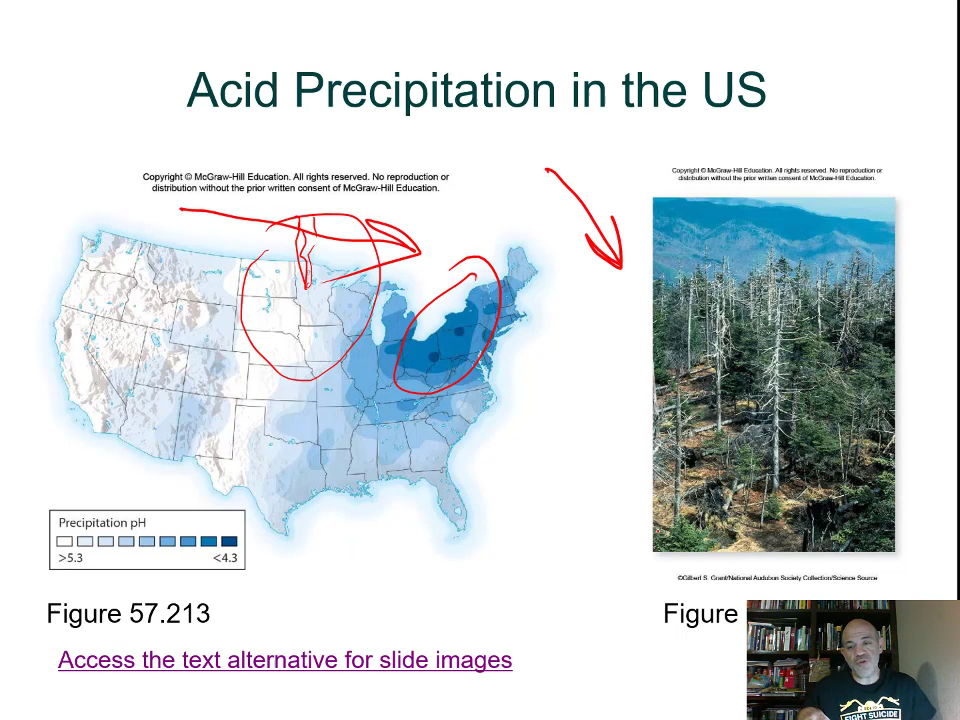 Acid Precipitation in the US
Copyright © McGraw-Hill Education. All rights reserved. No reproduction or
distribution without the prior written consent of McGraw-Hill Education.
Copyright © McGraw-Hill Education. All rights reserved. No reproduction or
distribution without the prior written consent of McGraw-Hill Education.
Precipitation pH
>5.3 <4.3
©Gilbert S. Grant/National Audubon Society Collection/Science Source
Figure 57.213
Figure
Access the text alternative for slide images
FIGHT SUICIDE